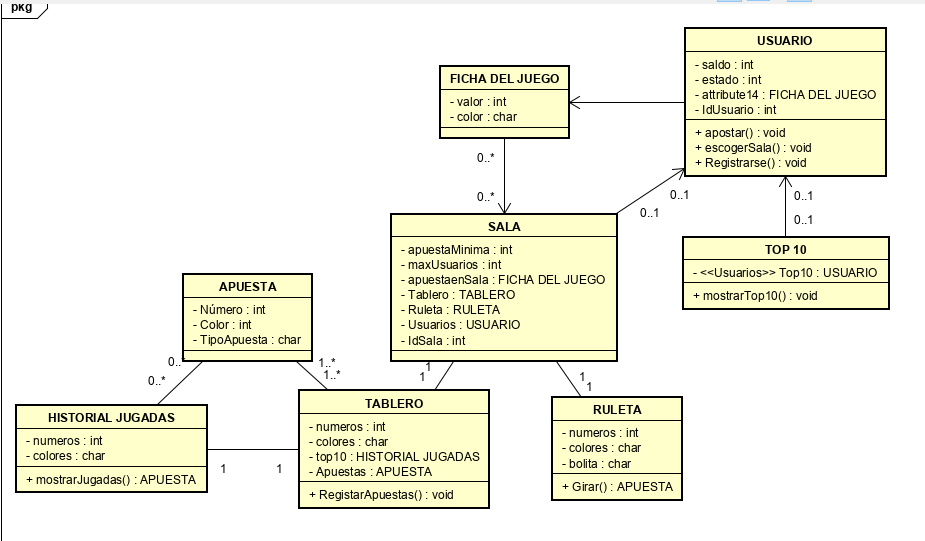 pkg
USUARIO
- saldo : int
- estado : int
- attribute14 : FICHA DEL JUEGO
- IdUsuario : int
+ apostar() : void
+ escogerSala() : void
+ Registrarse() : void
FICHA DEL JUEGO
- valor : int
- color : char
0..*
0..*
0..1
0..1
0..1
0..1
TOP 10
- <<Usuarios>> Top10 : USUARIO
+ mostrarTop10() : void
SALA
- apuestaMinima : int
- maxUsuarios : int
- apuestaenSala : FICHA DEL JUEGO
- Tablero : TABLERO
- Ruleta : RULETA
- Usuarios : USUARIO
- IdSala : int
APUESTA
- Número : int
- Color : int
- TipoApuesta : char
0..*
0..*
1..*
1..*
1
1
1
1
HISTORIAL JUGADAS
- numeros : int
- colores : char
+ mostrarJugadas() : APUESTA
1
1
TABLERO
- numeros : int
- colores : char
- top10 : HISTORIAL JUGADAS
- Apuestas : APUESTA
+ RegistarApuestas() : void
RULETA
- numeros : int
- colores : char
- bolita : char
+ Girar() : APUESTA